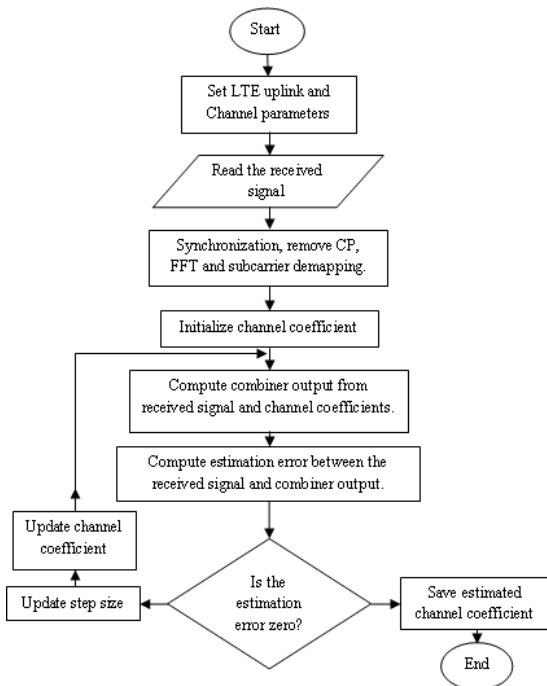 Start
Set LTE uplink and
Channel parameters
Read the received
signal
Synchronization, remove CP,
FFT and subcarrier demapping.
Initialize channel coefficient
Compute combiner output from
received signal and channel coefficients.
Compute estimation error between the
received signal and combiner output.
Update channel
coefficient
Update step size
Is the
estimation
error zero?
Save estimated
channel coefficient
End